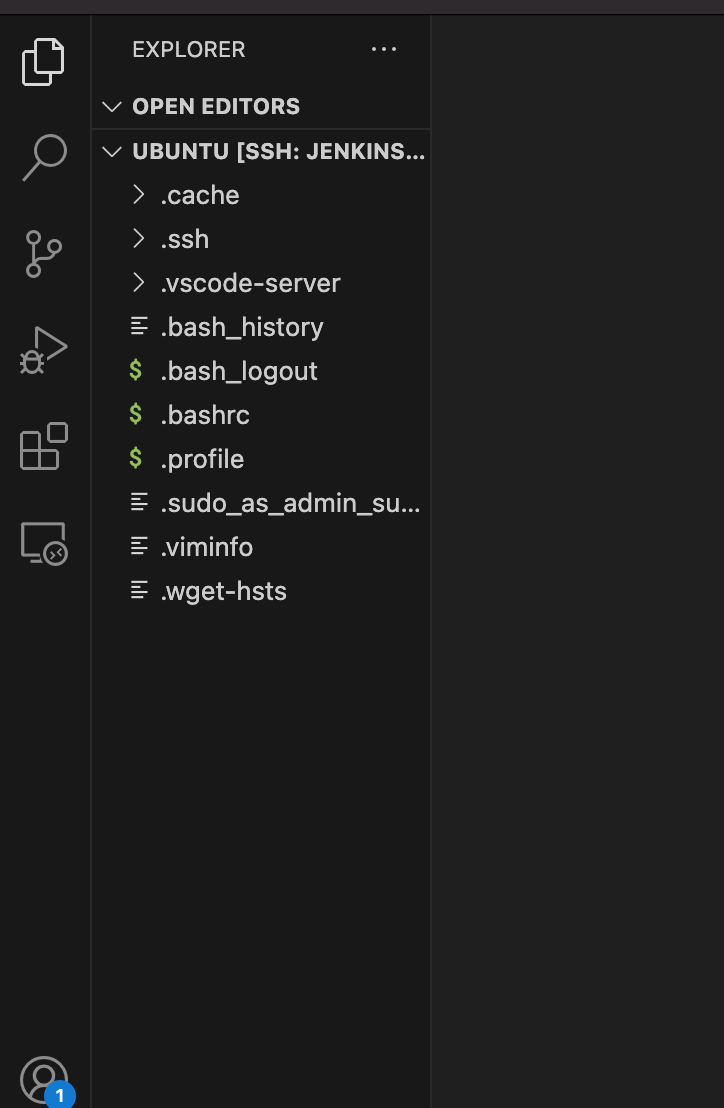 EXPLORER ...
OPEN EDITORS
UBUNTU [SSH: JENKINS...
.cache
.ssh
.vscode-server
.bash_history
$ .bash_logout
$ .bashrc
$ .profile
.sudo_as_admin_su...
.viminfo
.wget-hsts
1